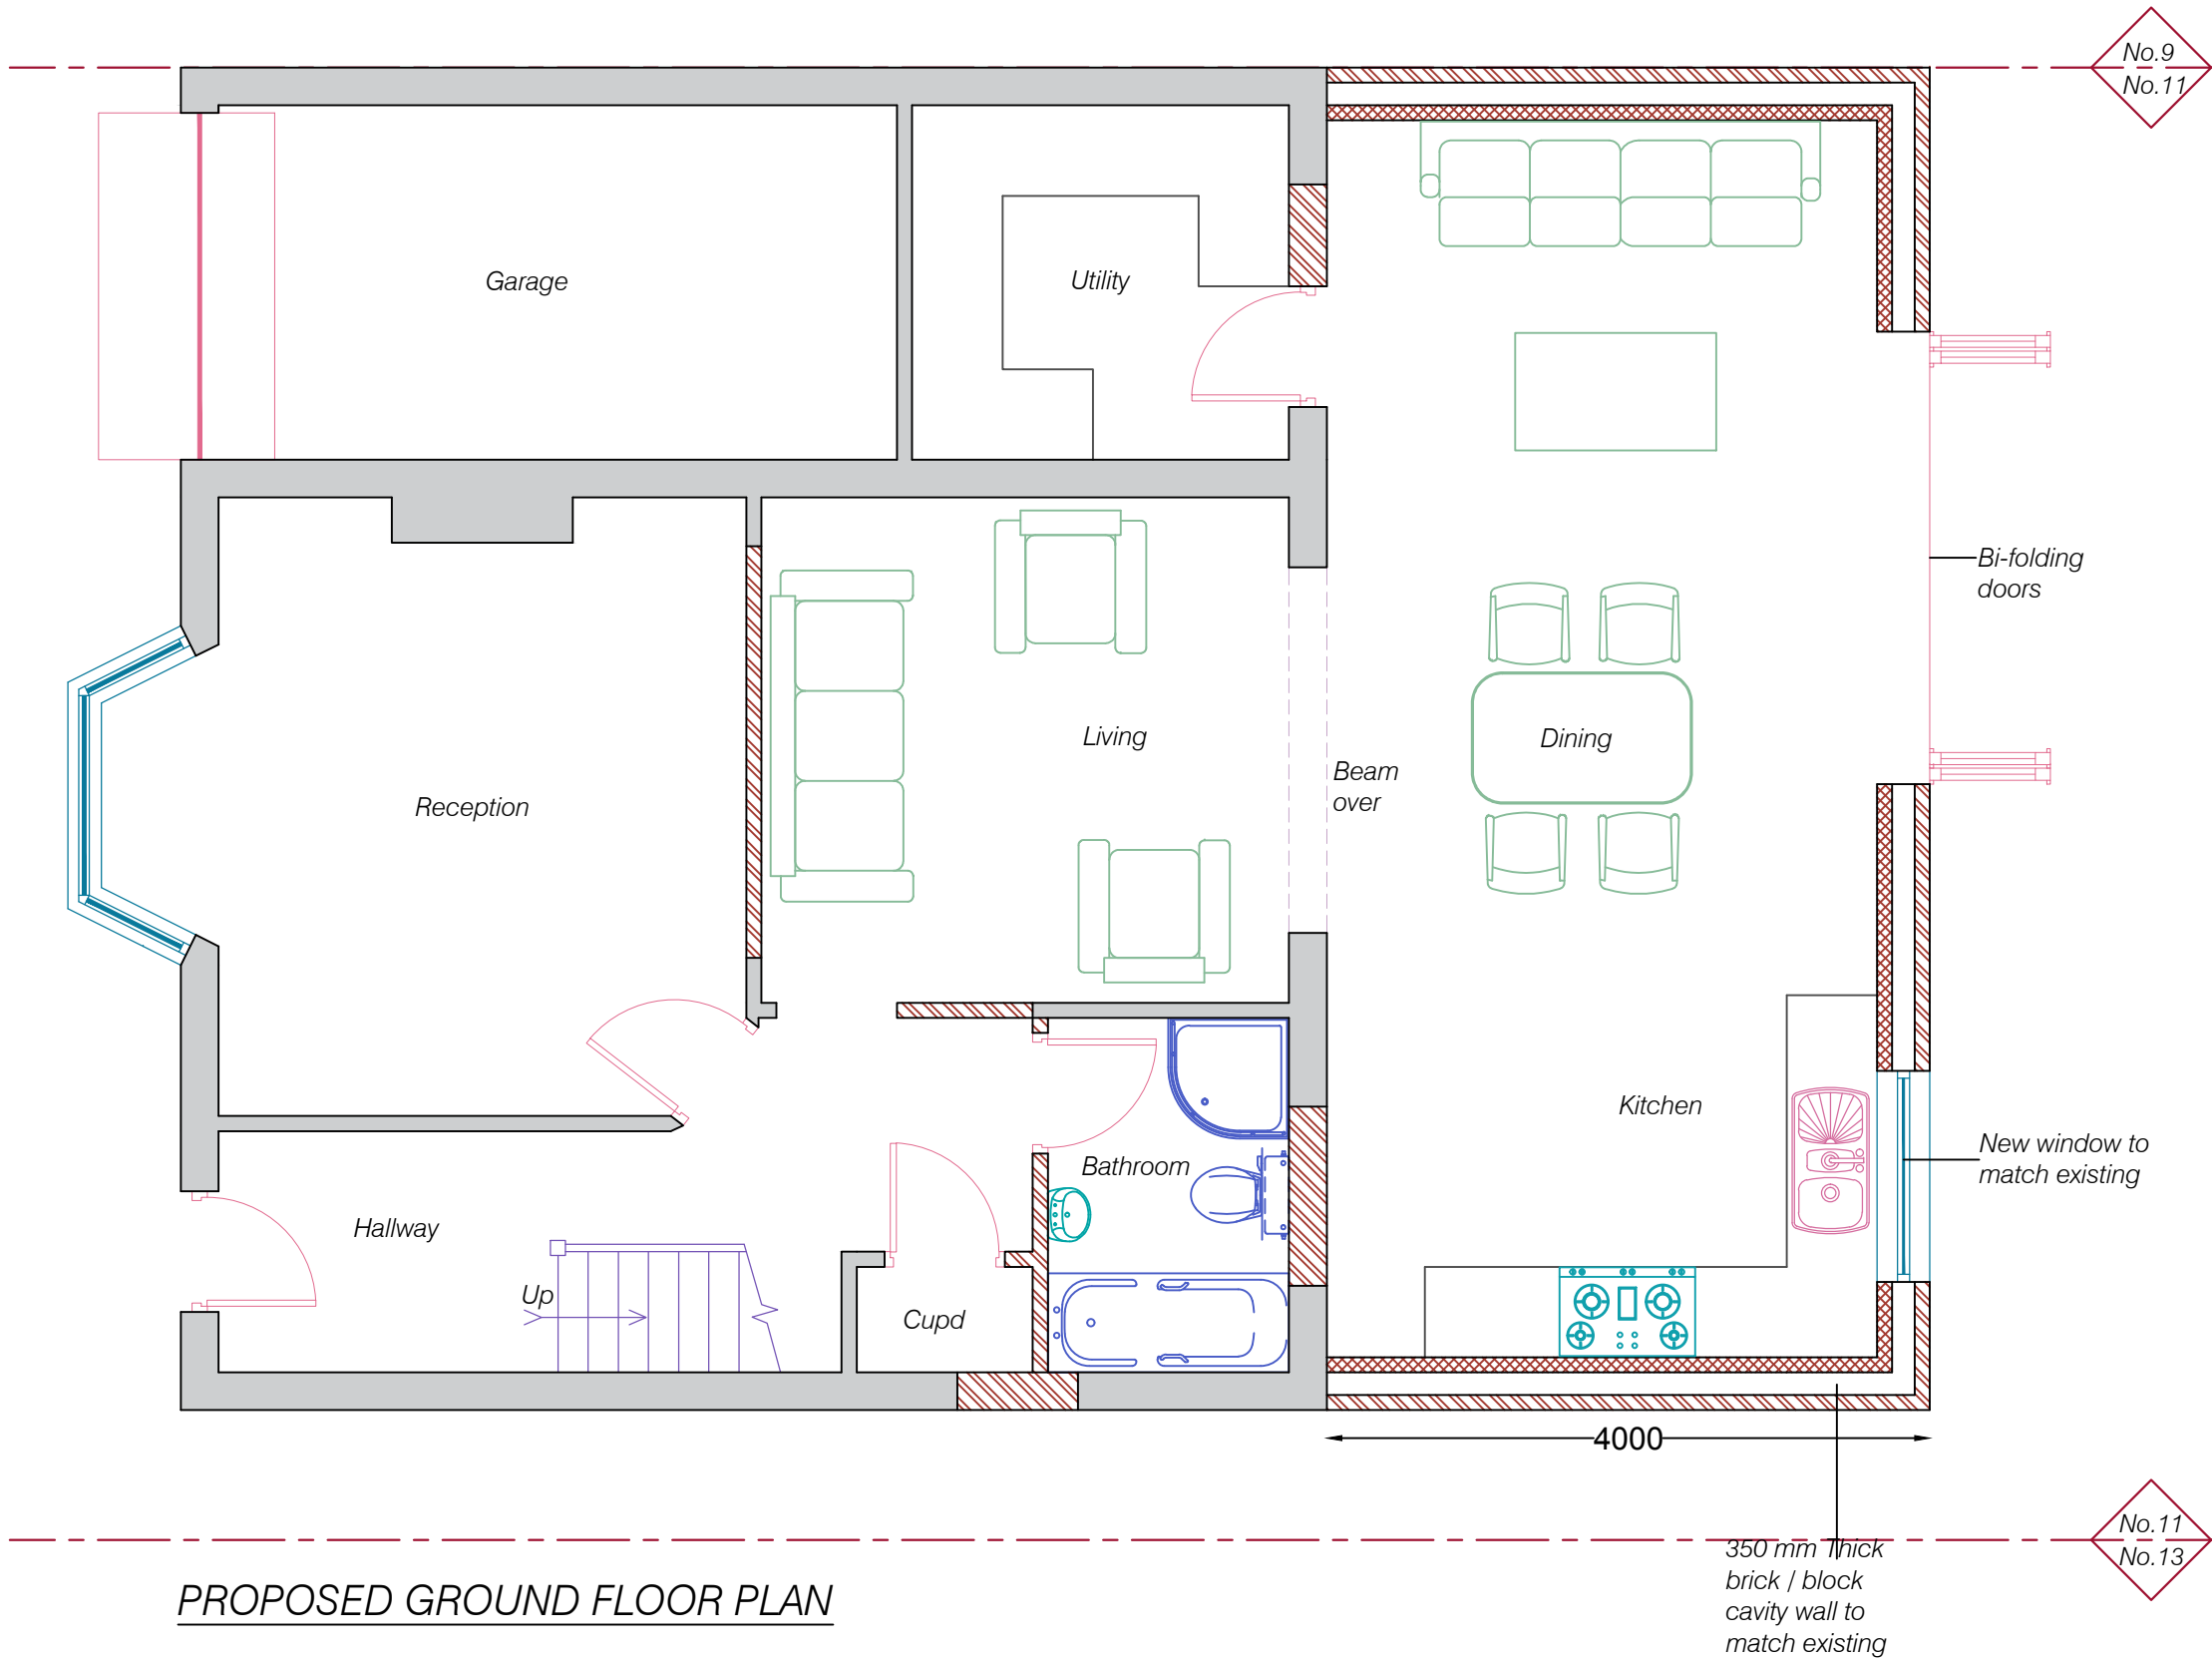 No.9
No.11
Garage
Utility
Bi-folding
doors
Living
Dining
Beam
over
Reception
Kitchen
New window to
match existing
Bathroom
Hallway
Up
Cupd
4000
No.11
No.13
350 mm Thick
brick / block
cavity wall to
match existing
PROPOSED GROUND FLOOR PLAN